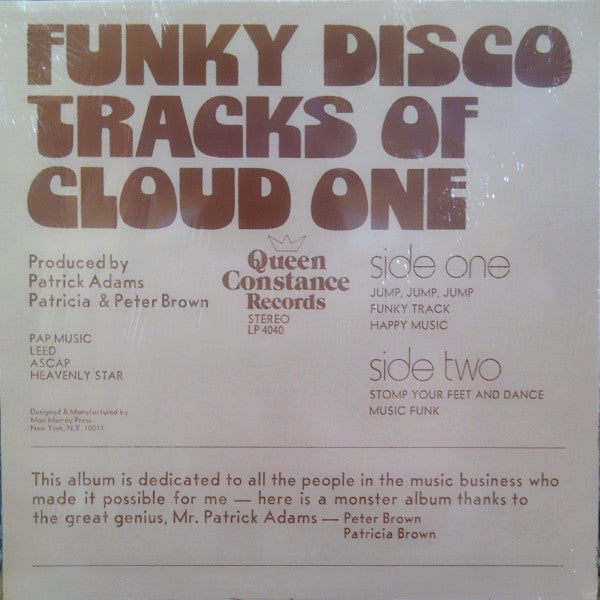 FUNKY DISCO
TRACKS OF
CLOUD ONE
Produced by
Patrick Adams
Patricia & Peter Brown
PAP MUSIC
LEED
ASCAP
HEAVENLY STAR
Designed & Manufactured by
Mac Murray Press
New York, N.Y. 10011
Queen
Constance
Records
STEREO
LP 4040
side one
JUMP, JUMP, JUMP
FUNKY TRACK
HAPPY MUSIC
side two
STOMP YOUR FEET AND DANCE
MUSIC FUNK
This album is dedicated to all the people in the music business who
made it possible for me — here is a monster album thanks to
the great genius, Mr. Patrick Adams — Peter Brown
Patricia Brown